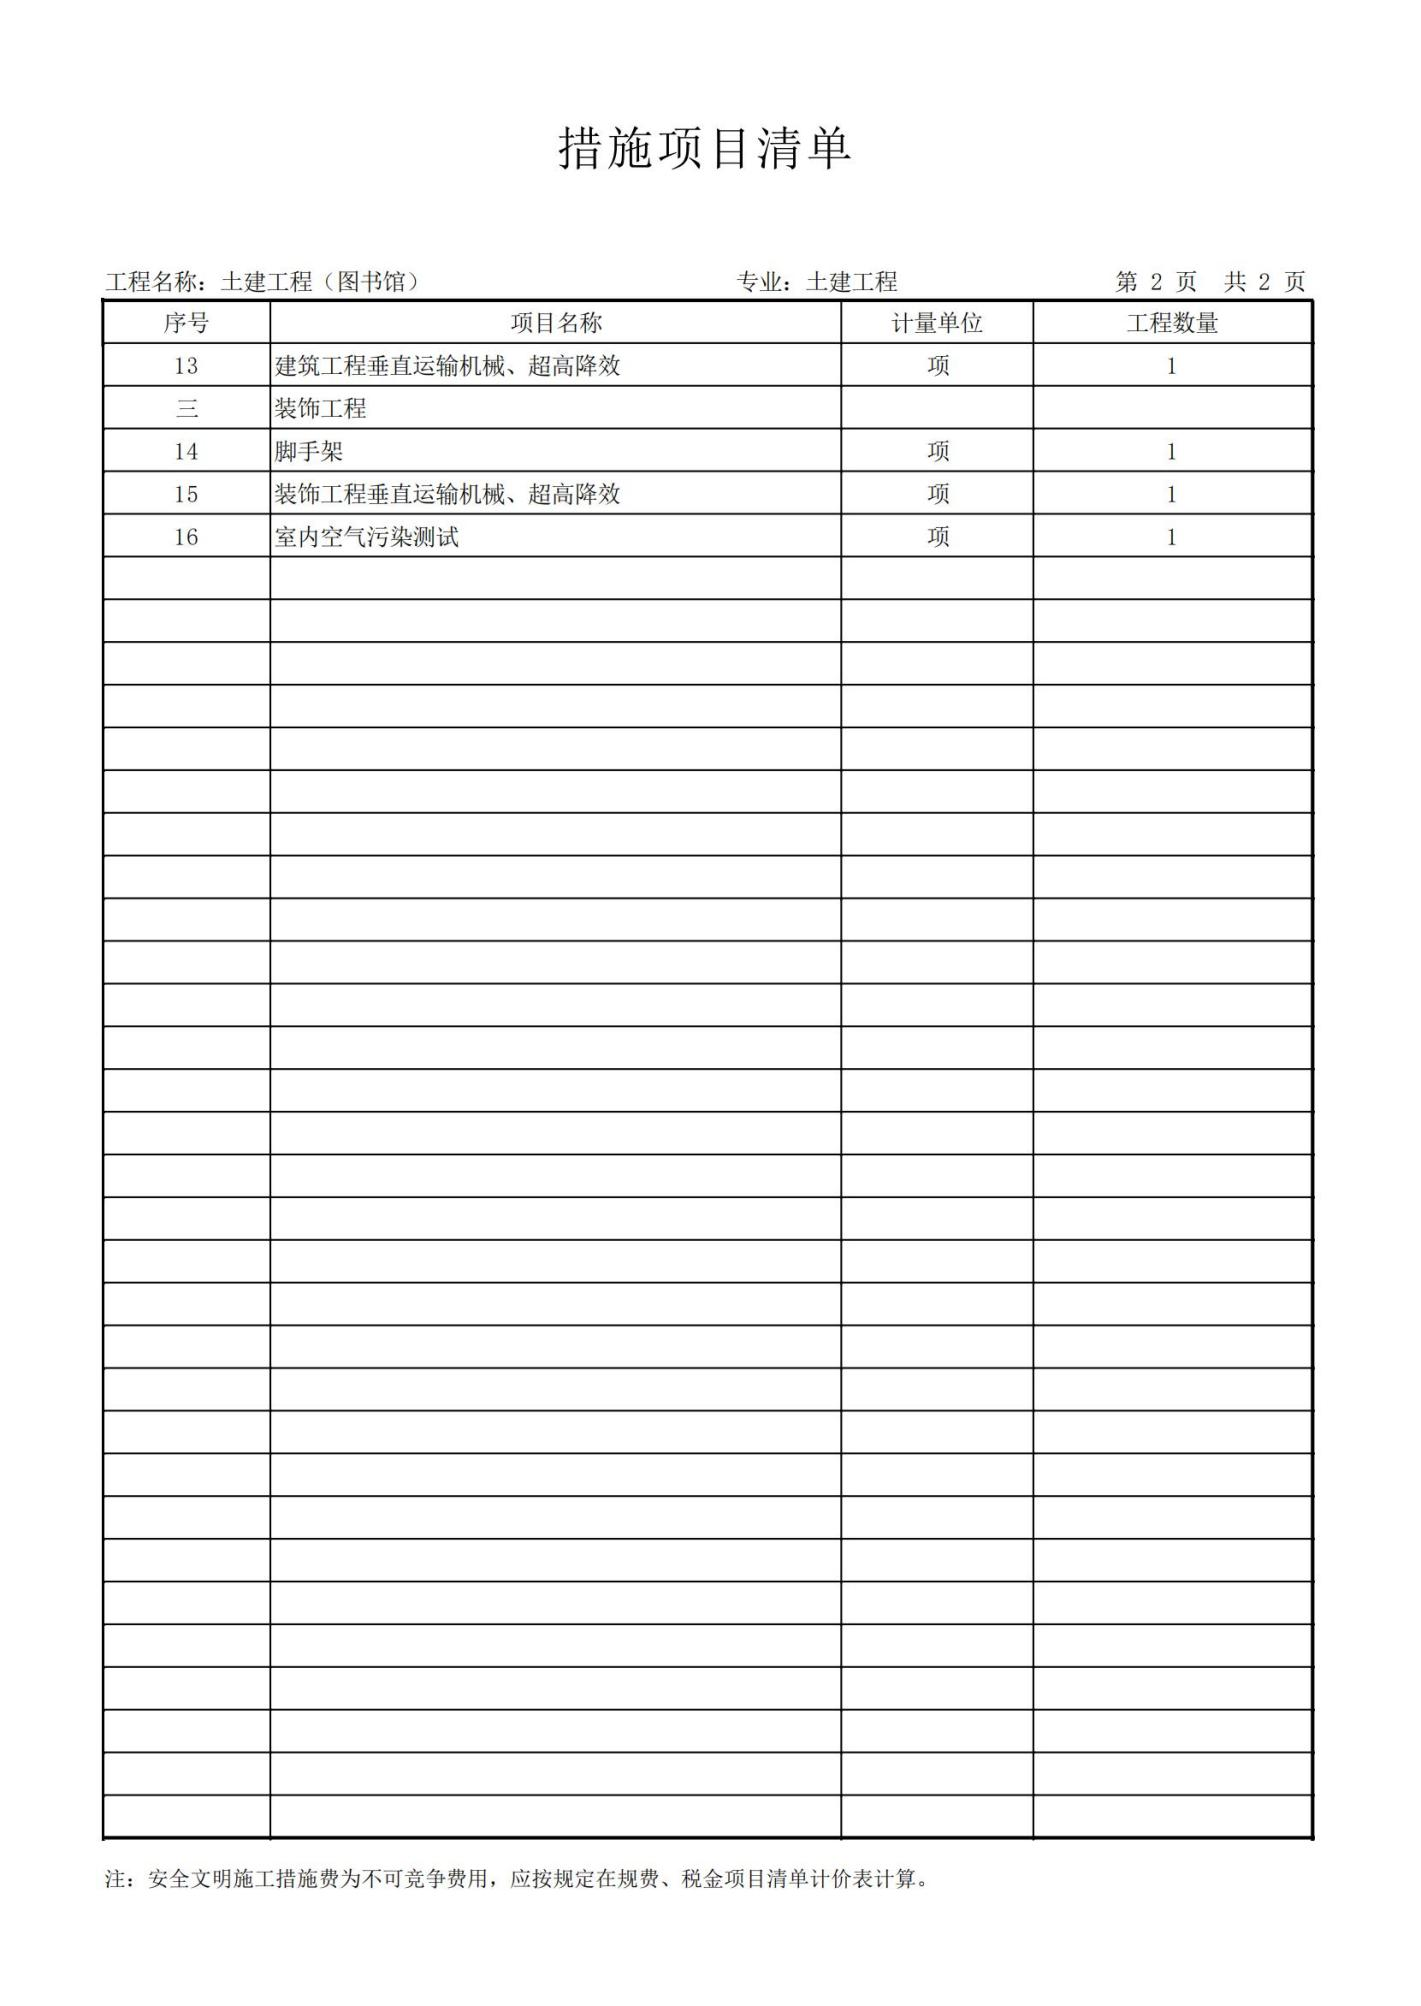 措施项目清单
工程名称：土建工程（图书馆） 专业：土建工程 第 2 页 共 2 页
序号 项目名称 计量单位 工程数量
13 建筑工程垂直运输机械、超高降效 项 1
三 装饰工程
14 脚手架 项 1
15 装饰工程垂直运输机械、超高降效 项 1
16 室内空气污染测试 项 1
注：安全文明施工措施费为不可竞争费用，应按规定在规费、税金项目清单计价表计算。